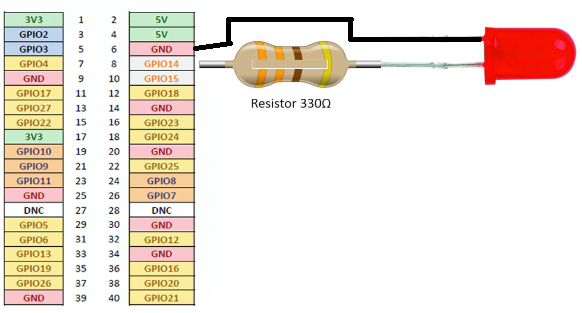 3V3 1 2 5V
GPIO2 3 4 5V
GPIO3 5 6 GND
GPIO4 7 8 GPIO14
GND 9 10 GPIO15
GPIO17 11 12 GPIO18
GPIO27 13 14 GND
GPIO22 15 16 GPIO23
3V3 17 18 GPIO24
GPIO10 19 20 GND
GPIO9 21 22 GPIO25
GPIO11 23 24 GPIO8
GND 25 26 GPIO7
DNC 27 28 DNC
GPIO5 29 30 GND
GPIO6 31 32 GPIO12
GPIO13 33 34 GND
GPIO19 35 36 GPIO16
GPIO26 37 38 GPIO20
GND 39 40 GPIO21
Resistor 330Ω